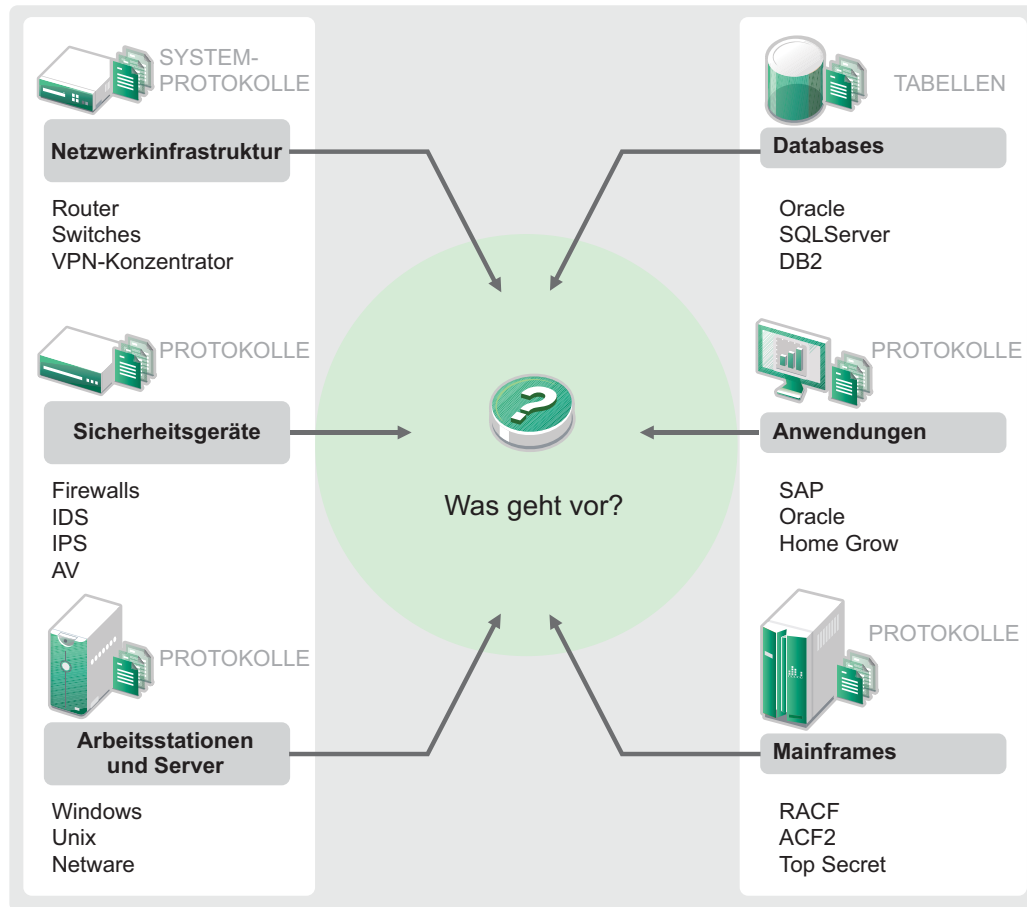 SYSTEM-
PROTOKOLLE
Netzwerkinfrastruktur
Router
Switches
VPN-Konzentrator
PROTOKOLLE
Sicherheitsgeräte
Firewalls
IDS
IPS
AV
PROTOKOLLE
Arbeitsstationen
und Server
Windows
Unix
Netware
?
Was geht vor?
TABELLEN
Databases
Oracle
SQLServer
DB2
PROTOKOLLE
Anwendungen
SAP
Oracle
Home Grow
PROTOKOLLE
Mainframes
RACF
ACF2
Top Secret